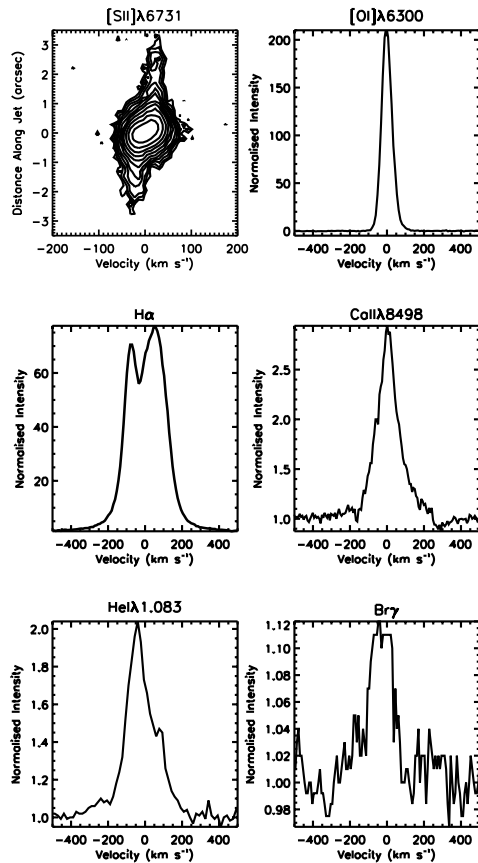 [SII]λ6731
Distance Along Jet (arcsec)
3
2
1
0
-1
-2
-3
-200 -100 0 100 200
Velocity (km s⁻¹)
[OI]λ6300
Normalised Intensity
200
150
100
50
0
-400 -200 0 200 400
Velocity (km s⁻¹)
Hα
Normalised Intensity
60
40
20
-400 -200 0 200 400
Velocity (km s⁻¹)
CaIIλ8498
Normalised Intensity
2.5
2.0
1.5
1.0
-400 -200 0 200 400
Velocity (km s⁻¹)
HeIλ1.083
Normalised Intensity
2.0
1.8
1.6
1.4
1.2
1.0
-400 -200 0 200 400
Velocity (km s⁻¹)
Brγ
Normalised Intensity
1.12
1.10
1.08
1.06
1.04
1.02
1.00
0.98
-400 -200 0 200 400
Velocity (km s⁻¹)